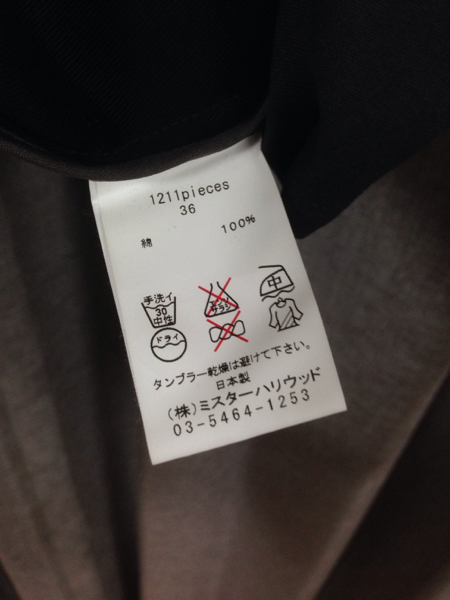 1211pieces
36
綿 100%
手洗イ
30
中性
エンソ
サラシ
中
ドライ
タンブラー乾燥は避けて下さい。
日本製
(株)ミスターハリウッド
03-5464-1253